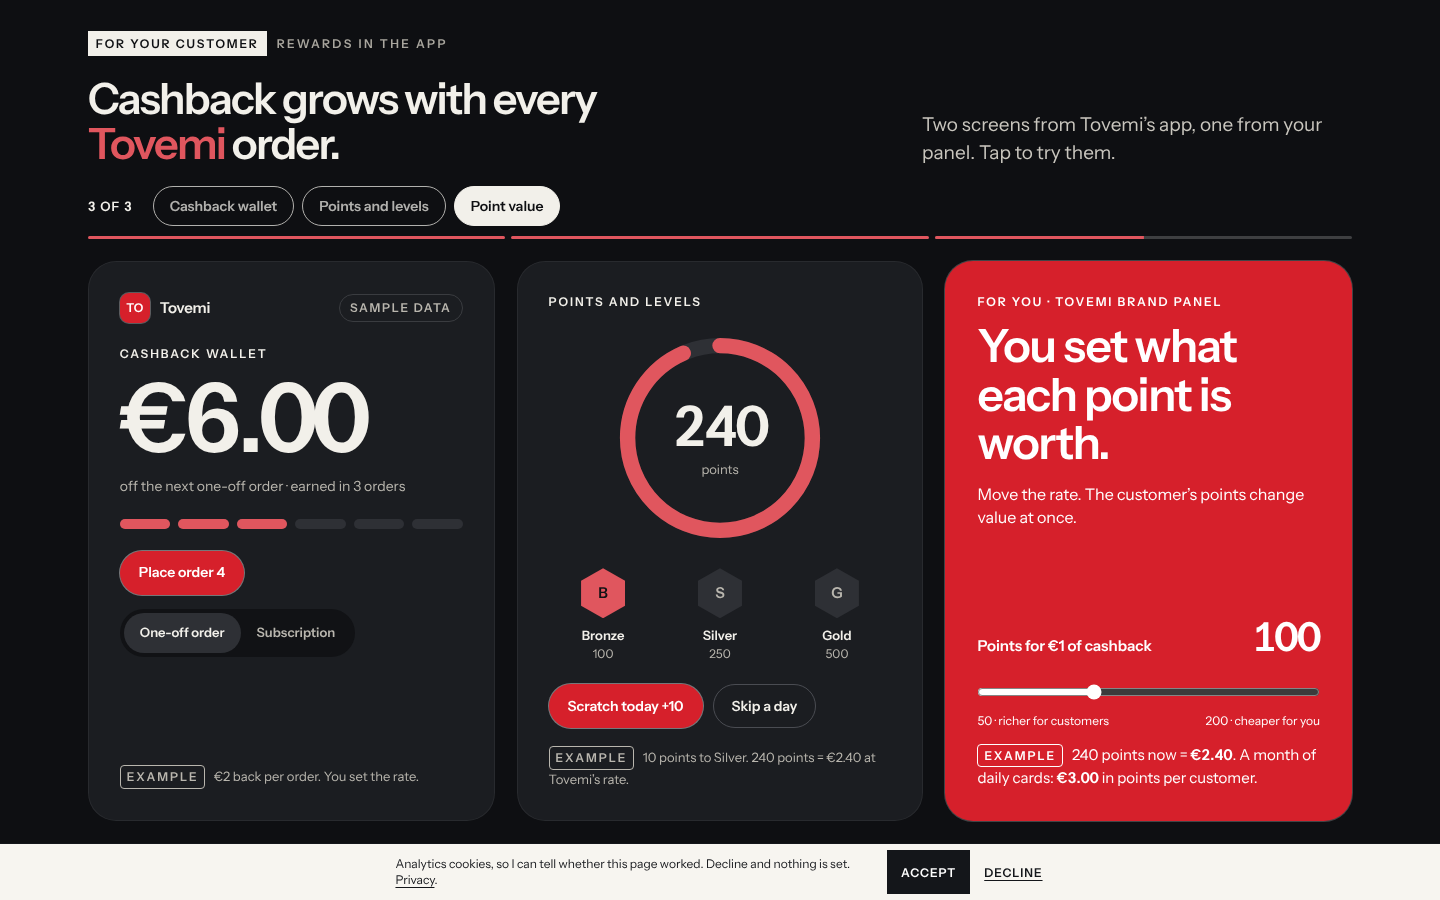 FOR YOUR CUSTOMER REWARDS IN THE APP
Cashback grows with every
Tovemi order.
Two screens from Tovemi's app, one from your
panel. Tap to try them.
3 OF 3 Cashback wallet Points and levels Point value
TO Tovemi SAMPLE DATA
CASHBACK WALLET
€6.00
off the next one-off order · earned in 3 orders
Place order 4
One-off order Subscription
EXAMPLE €2 back per order. You set the rate.
POINTS AND LEVELS
240
points
B S G
Bronze Silver Gold
100 250 500
Scratch today +10 Skip a day
EXAMPLE 10 points to Silver. 240 points = €2.40 at
Tovemi's rate.
FOR YOU · TOVEMI BRAND PANEL
You set what
each point is
worth.
Move the rate. The customer's points change
value at once.
Points for €1 of cashback 100
50 · richer for customers 200 · cheaper for you
EXAMPLE 240 points now = €2.40. A month of
daily cards: €3.00 in points per customer.
Analytics cookies, so I can tell whether this page worked. Decline and nothing is set.
Privacy.
ACCEPT DECLINE